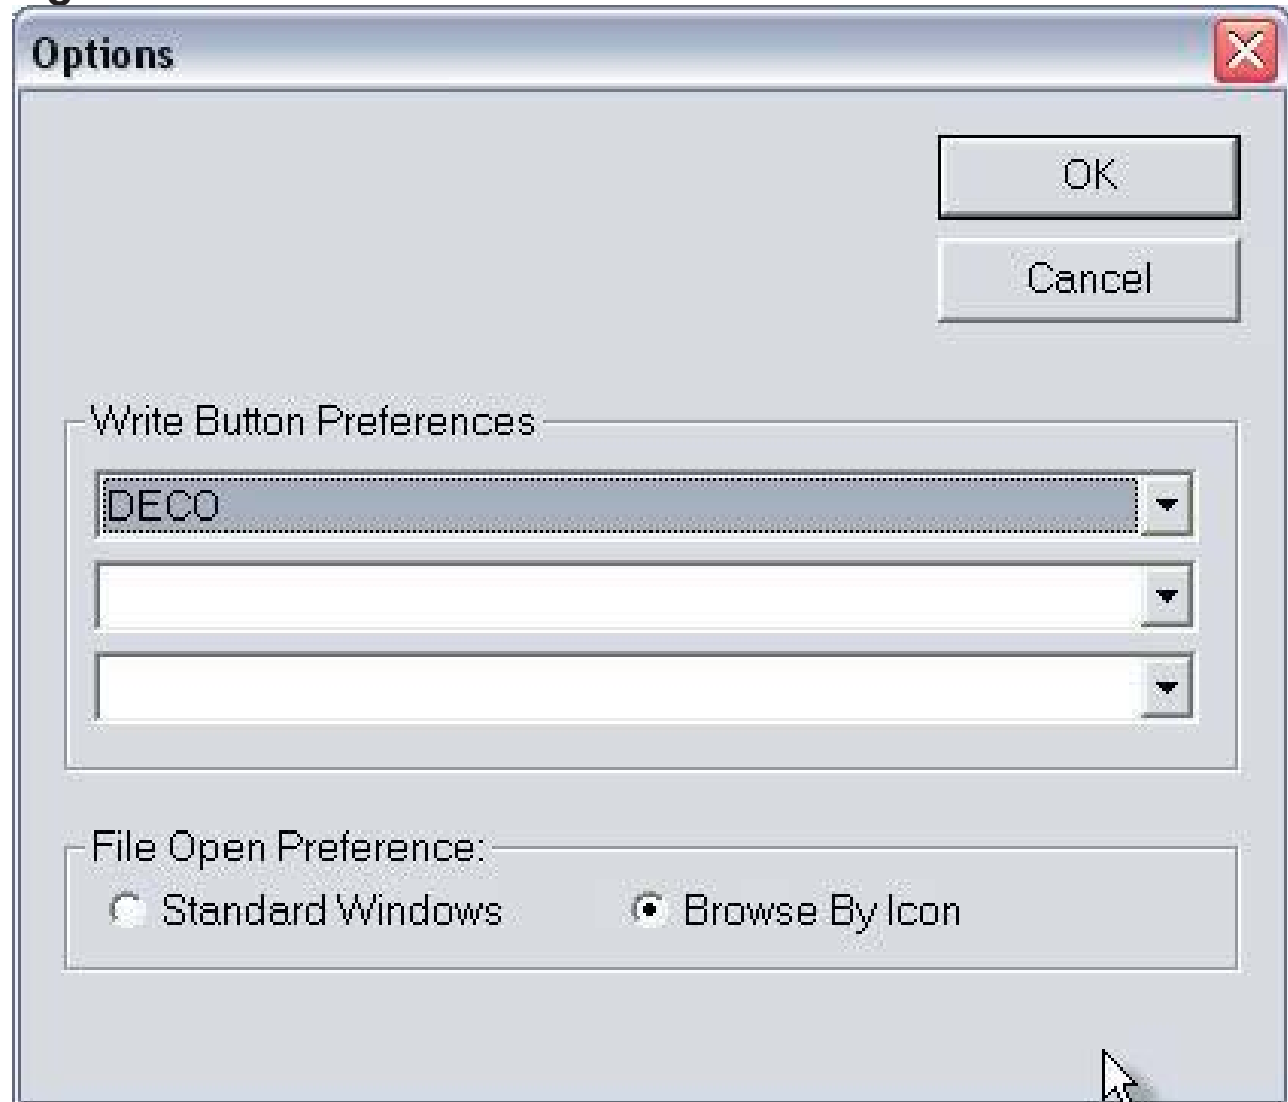 Options
OK
Cancel
Write Button Preferences
DECO
File Open Preference:
Standard Windows Browse By Icon